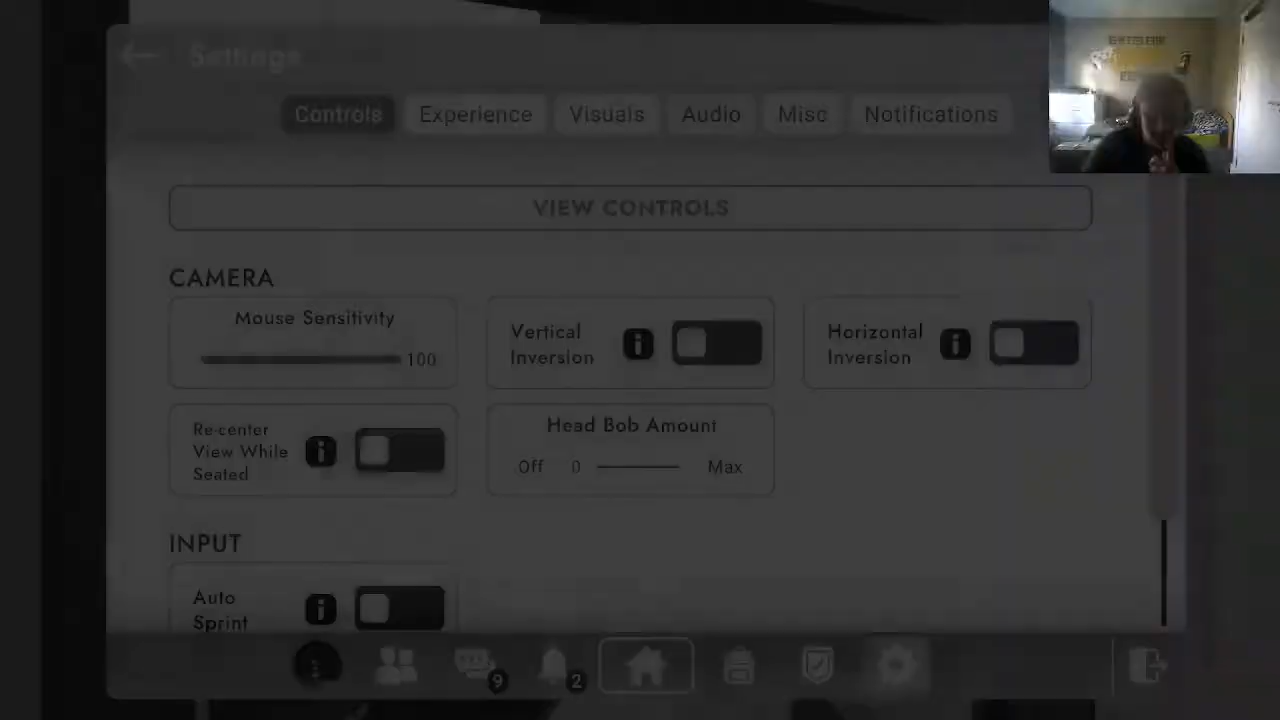 Settings
Controls
Experience
Visuals
Audio
Misc
Notifications
VIEW CONTROLS
CAMERA
Mouse Sensitivity
100
Vertical
Inversion
i
Horizontal
Inversion
i
Re-center
View While
Seated
i
Head Bob Amount
Off 0 Max
INPUT
Auto
Sprint
i
9
2